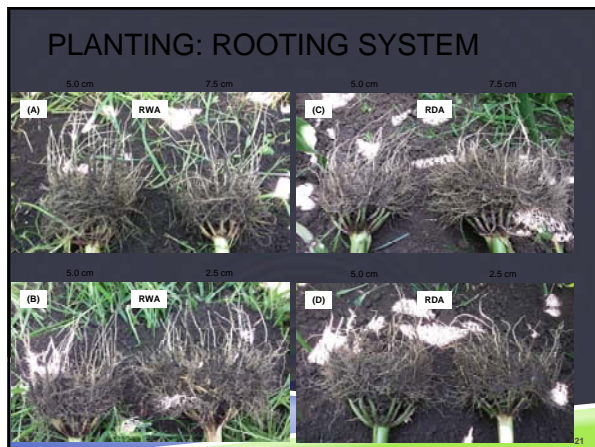 PLANTING: ROOTING SYSTEM
5.0 cm 7.5 cm 5.0 cm 7.5 cm
(A) RWA (C) RDA
5.0 cm 2.5 cm 5.0 cm 2.5 cm
(B) RWA (D) RDA
21